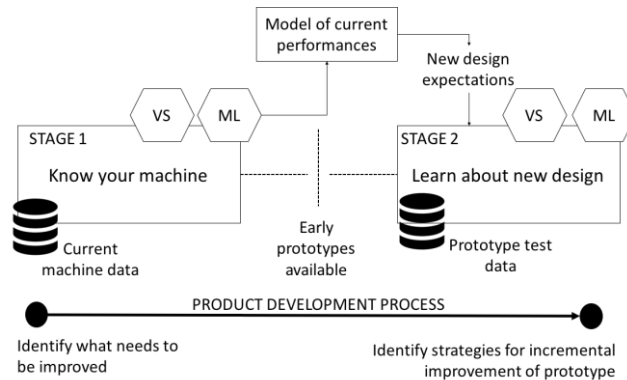 Model of current
performances
New design
expectations
VS
ML
STAGE 1
Know your machine
Current
machine data
Early
prototypes
available
VS
ML
STAGE 2
Learn about new design
Prototype test
data
PRODUCT DEVELOPMENT PROCESS
Identify what needs to
be improved
Identify strategies for incremental
improvement of prototype